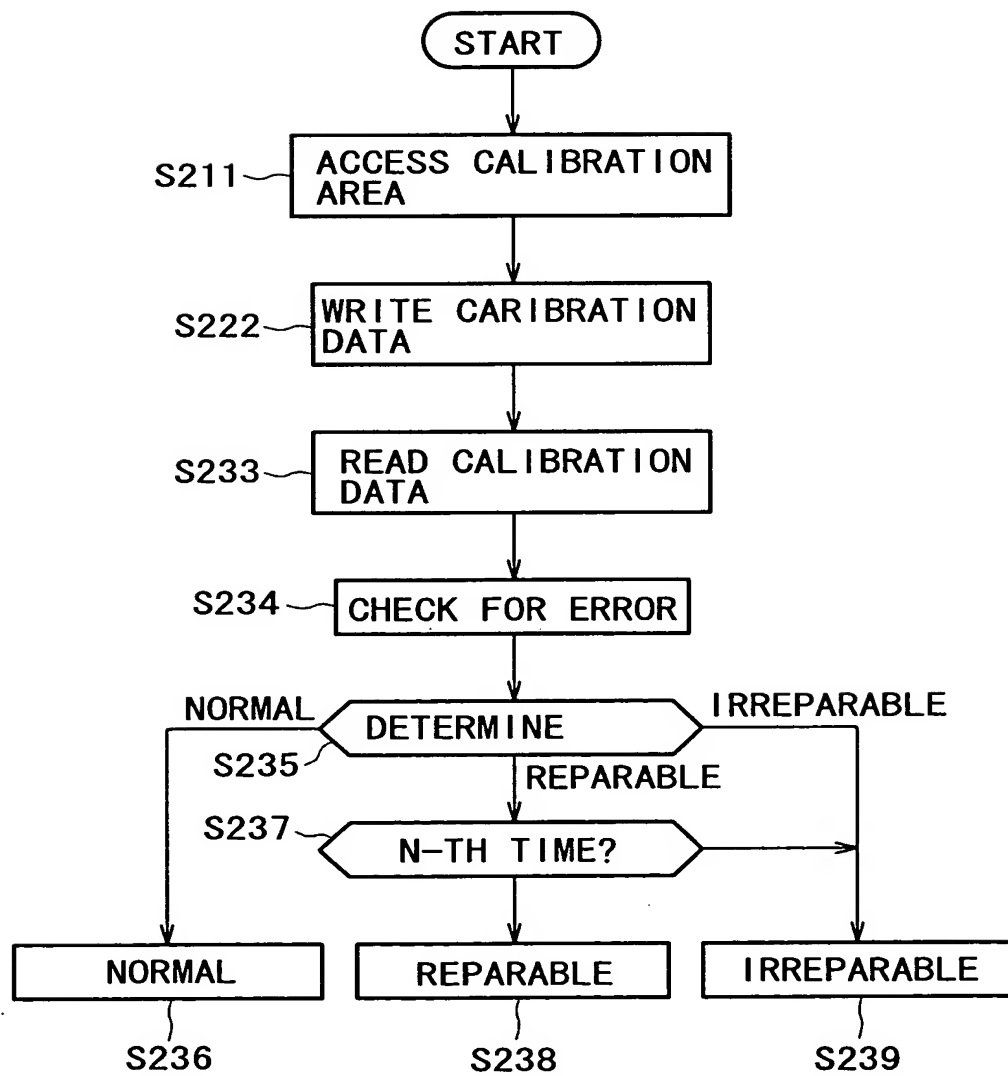 START
S211
ACCESS CALIBRATION
AREA
S222
WRITE CARIBRATION
DATA
S233
READ CALIBRATION
DATA
S234
CHECK FOR ERROR
NORMAL
IRREPARABLE
DETERMINE
S235
REPARABLE
S237
N-TH TIME?
NORMAL
REPARABLE
IRREPARABLE
S236
S238
S239